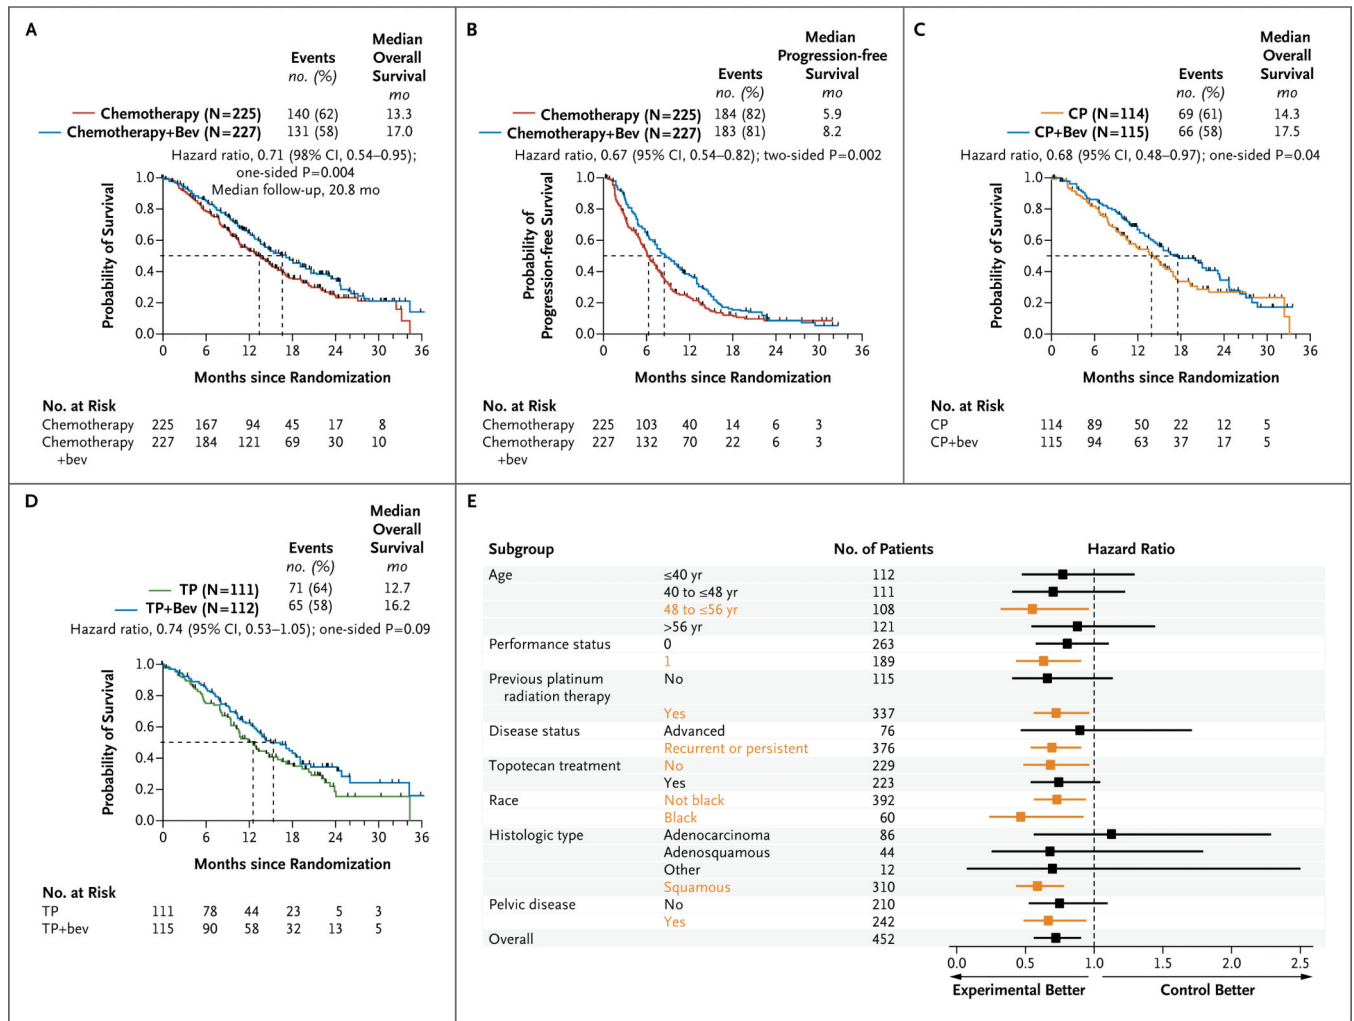 A
Median
Overall
Survival
Events
no. (%)
mo
Chemotherapy (N=225) 140 (62) 13.3
Chemotherapy+Bev (N=227) 131 (58) 17.0
Hazard ratio, 0.71 (98% CI, 0.54–0.95);
one-sided P=0.004
Median follow-up, 20.8 mo
Probability of Survival
1.0
0.8
0.6
0.4
0.2
0.0
0 6 12 18 24 30 36
Months since Randomization
No. at Risk
Chemotherapy 225 167 94 45 17 8
Chemotherapy 227 184 121 69 30 10
+bev
B
Median
Progression-free
Survival
Events
no. (%)
mo
Chemotherapy (N=225) 184 (82) 5.9
Chemotherapy+Bev (N=227) 183 (81) 8.2
Hazard ratio, 0.67 (95% CI, 0.54–0.82); two-sided P=0.002
Probability of
Progression-free Survival
1.0
0.8
0.6
0.4
0.2
0.0
0 6 12 18 24 30 36
Months since Randomization
No. at Risk
Chemotherapy 225 103 40 14 6 3
Chemotherapy 227 132 70 22 6 3
+bev
C
Median
Overall
Survival
Events
no. (%)
mo
CP (N=114) 69 (61) 14.3
CP+Bev (N=115) 66 (58) 17.5
Hazard ratio, 0.68 (95% CI, 0.48–0.97); one-sided P=0.04
Probability of Survival
1.0
0.8
0.6
0.4
0.2
0.0
0 6 12 18 24 30 36
Months since Randomization
No. at Risk
CP 114 89 50 22 12 5
CP+bev 115 94 63 37 17 5
D
Median
Overall
Survival
Events
no. (%)
mo
TP (N=111) 71 (64) 12.7
TP+Bev (N=112) 65 (58) 16.2
Hazard ratio, 0.74 (95% CI, 0.53–1.05); one-sided P=0.09
Probability of Survival
1.0
0.8
0.6
0.4
0.2
0.0
0 6 12 18 24 30 36
Months since Randomization
No. at Risk
TP 111 78 44 23 5 3
TP+bev 115 90 58 32 13 5
E
Subgroup No. of Patients Hazard Ratio
Age ≤40 yr 112
40 to ≤48 yr 111
48 to ≤56 yr 108
>56 yr 121
Performance status 0 263
1 189
Previous platinum No 115
radiation therapy
Yes 337
Disease status Advanced 76
Recurrent or persistent 376
Topotecan treatment No 229
Yes 223
Race Not black 392
Black 60
Histologic type Adenocarcinoma 86
Adenosquamous 44
Other 12
Squamous 310
Pelvic disease No 210
Yes 242
Overall 452
0.0 0.5 1.0 1.5 2.0 2.5
Experimental Better Control Better